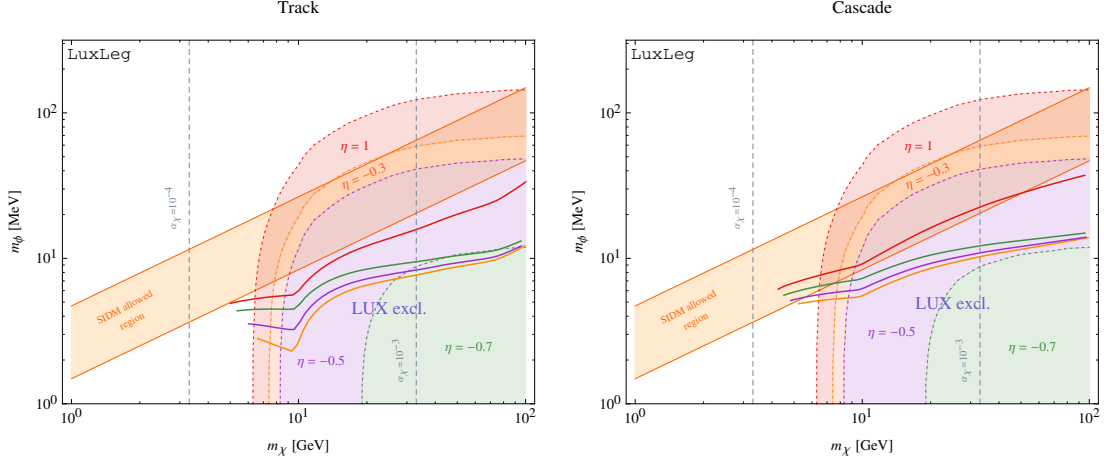 Track
LuxLeg
10²
10¹
10⁰
m_ϕ [MeV]
η = 1
η = −0.3
α_χ=10⁻⁴
SIDM allowed
region
LUX excl.
η = −0.5
α_χ=10⁻³
η = −0.7
10⁰
10¹
10²
m_χ [GeV]
Cascade
LuxLeg
10²
10¹
10⁰
m_ϕ [MeV]
η = 1
η = −0.3
α_χ=10⁻⁴
SIDM allowed
region
LUX excl.
η = −0.5
α_χ=10⁻³
η = −0.7
10⁰
10¹
10²
m_χ [GeV]